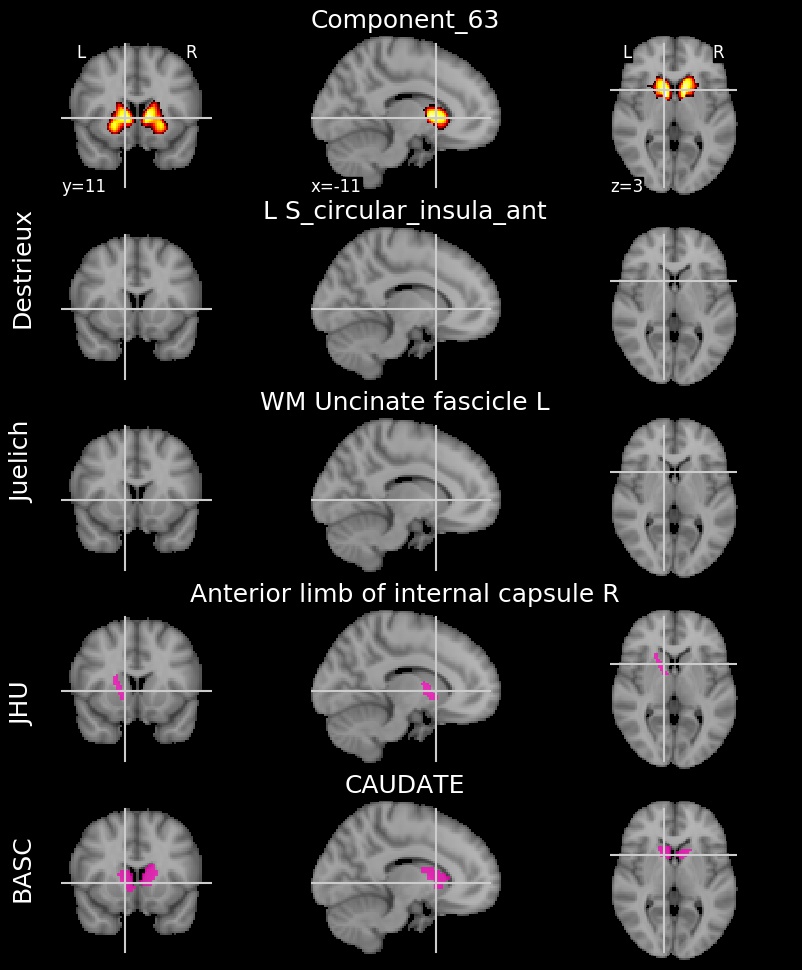 Component_63
L R
L R
y=11
x=-11
z=3
Destrieux
L S_circular_insula_ant
Juelich
WM Uncinate fascicle L
JHU
Anterior limb of internal capsule R
BASC
CAUDATE